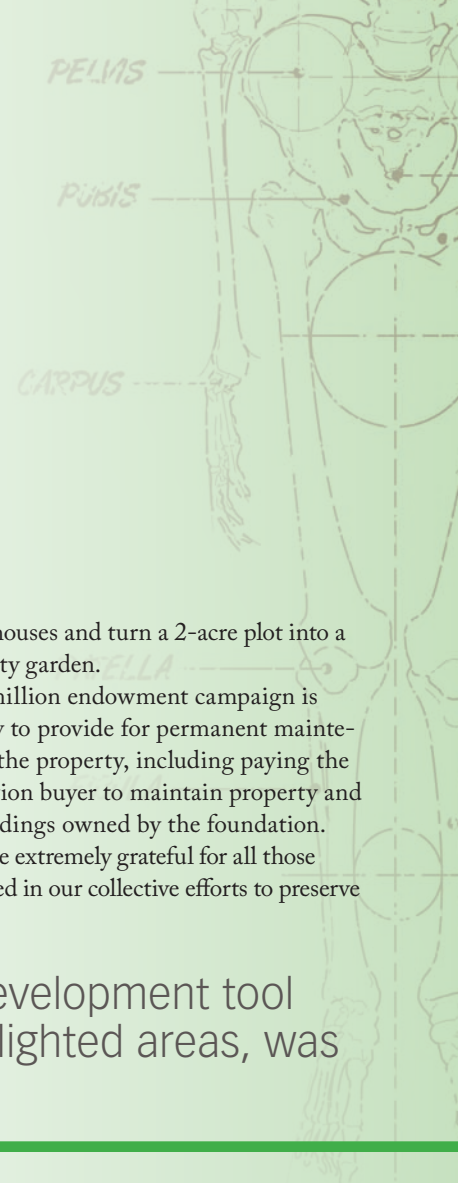 PELVIS
PUBIS
CARPUS
houses and turn a 2-acre plot into a
ty garden.
PATELLA
million endowment campaign is
y to provide for permanent mainte-
the property, including paying the
ion buyer to maintain property and
dings owned by the foundation.
e extremely grateful for all those
ed in our collective efforts to preserve
evelopment tool
lighted areas, was